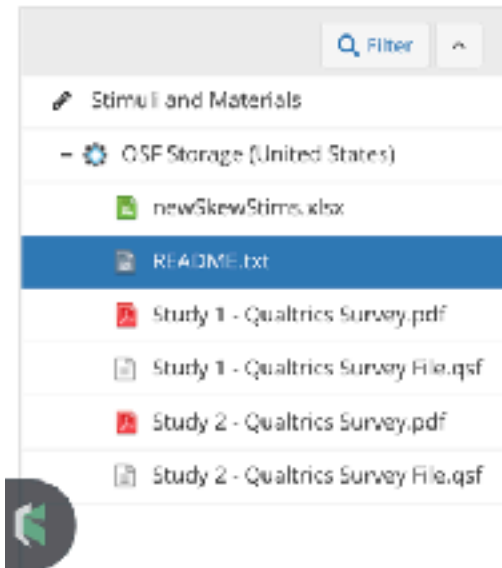 Filter
Stimuli and Materials
OSF Storage (United States)
newSkewStims.xlsx
README.txt
Study 1 - Qualtrics Survey.pdf
Study 1 - Qualtrics Survey File.qsf
Study 2 - Qualtrics Survey.pdf
Study 2 - Qualtrics Survey File.qsf